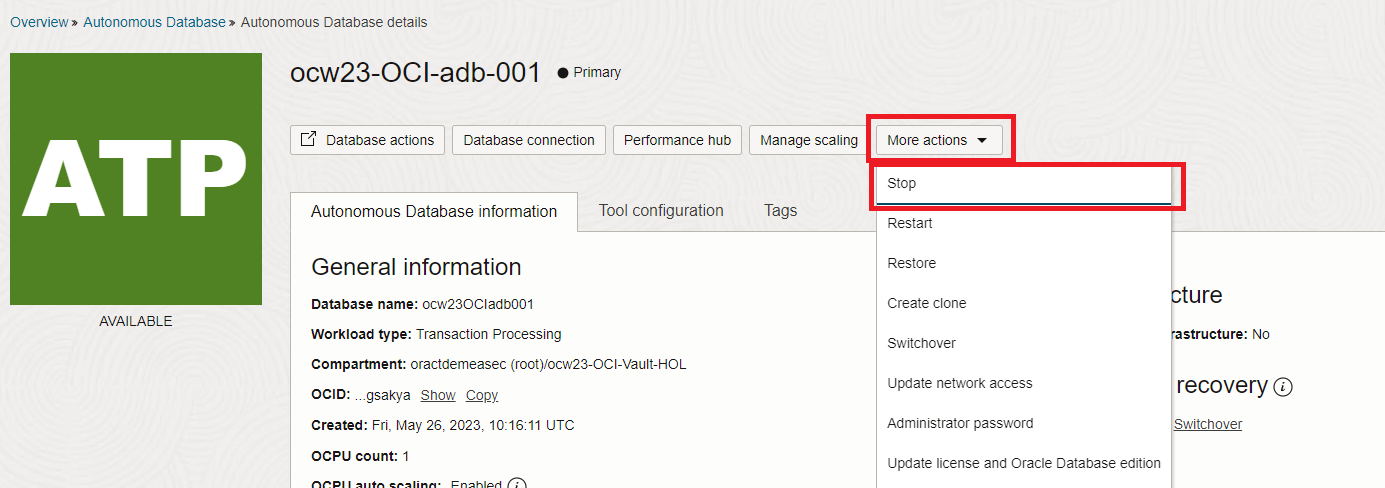 Overview » Autonomous Database » Autonomous Database details
ATP
AVAILABLE
ocw23-OCI-adb-001 Primary
Database actions Database connection Performance hub Manage scaling More actions
Stop
Restart
Restore
Create clone
Switchover
Update network access
Administrator password
Update license and Oracle Database edition
Autonomous Database information Tool configuration Tags
General information
Database name: ocw23OCIadb001
Workload type: Transaction Processing
Compartment: oractdemeasec (root)/ocw23-OCI-Vault-HOL
OCID: ...gsakya Show Copy
Created: Fri, May 26, 2023, 10:16:11 UTC
OCPU count: 1
OCPU auto scaling: Enabled
cture
rastructure: No
recovery
Switchover